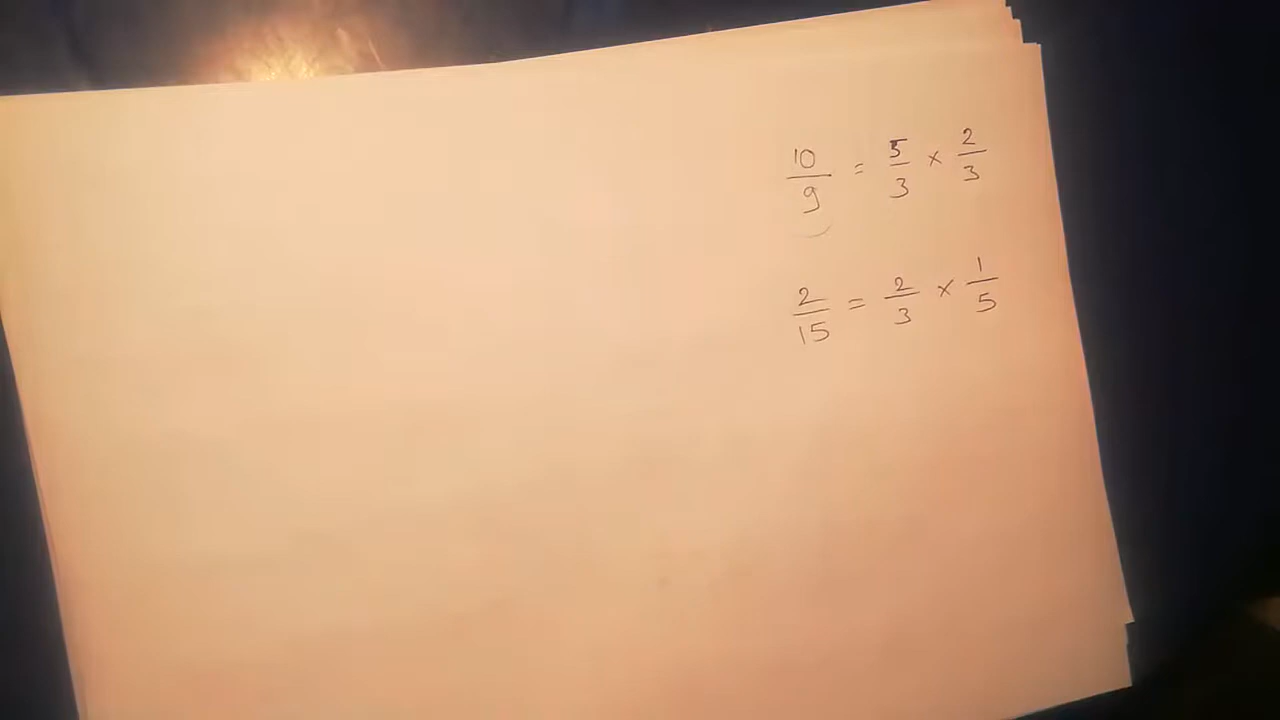 10/9 = 5/3 × 2/3
2/15 = 2/3 × 1/5